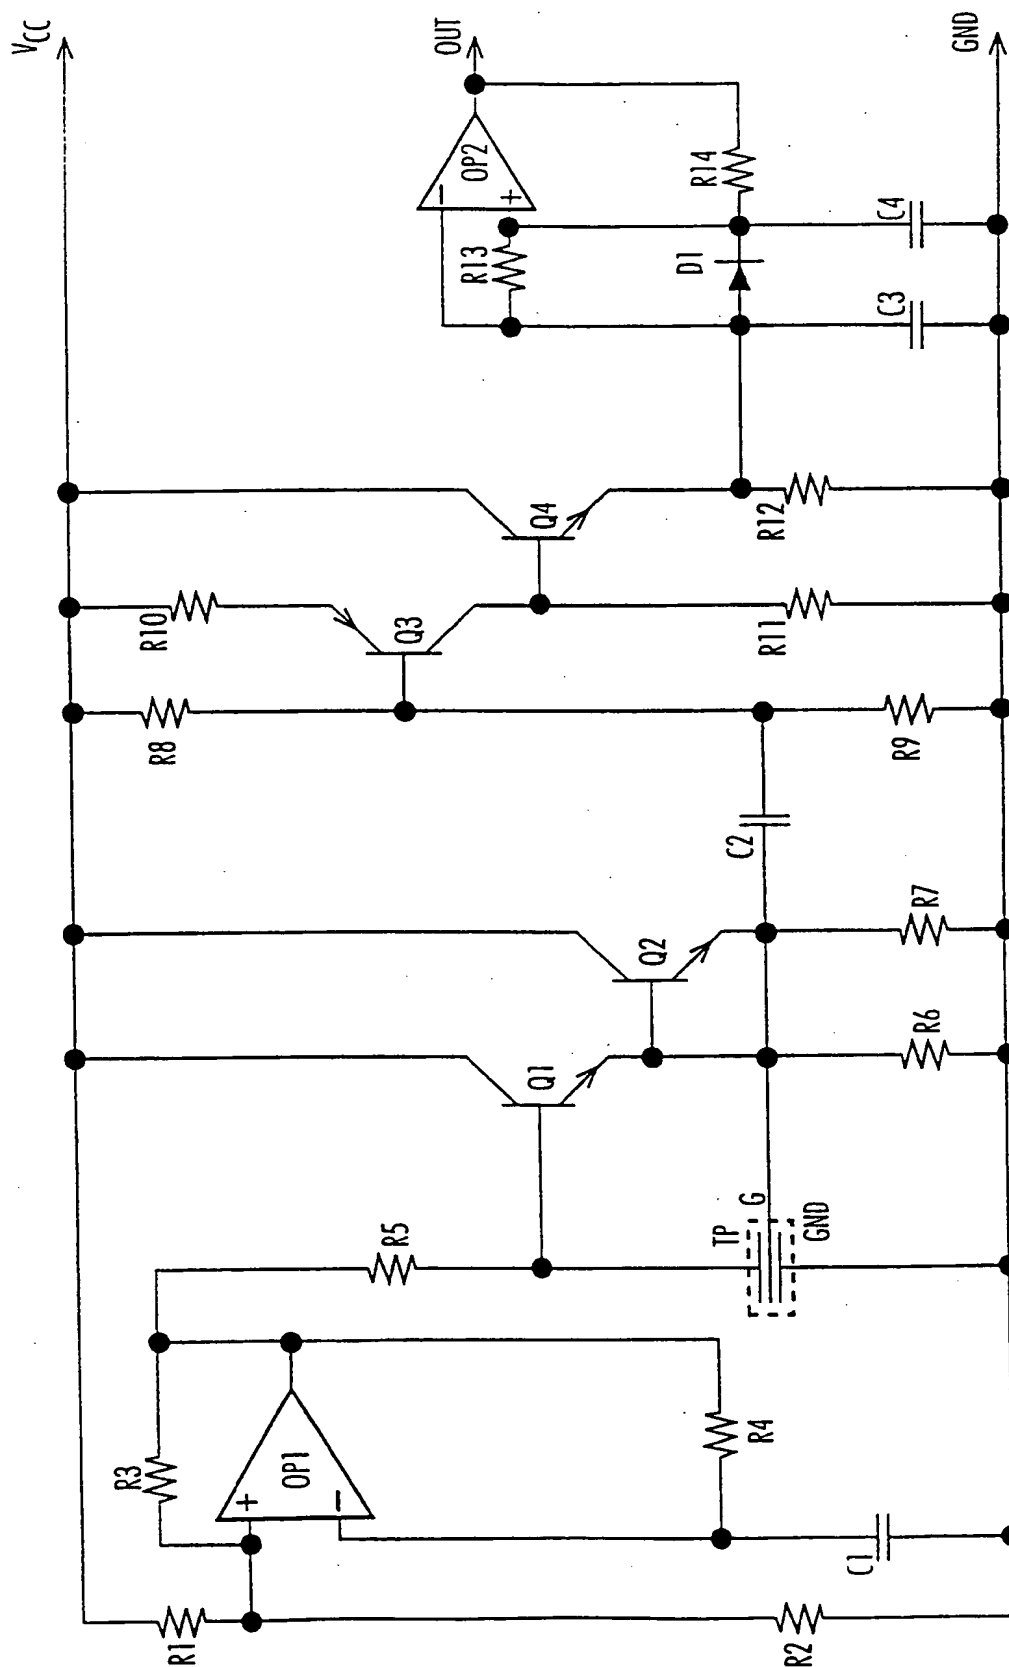 VCC
OUT
GND
OP2
−
+
R14
R13
D1
C4
C3
Q4
R12
R10
Q3
R11
R8
R9
C2
Q2
R7
Q1
R6
R5
TP
G
GND
R3
OP1
+
−
R4
C1
R1
R2